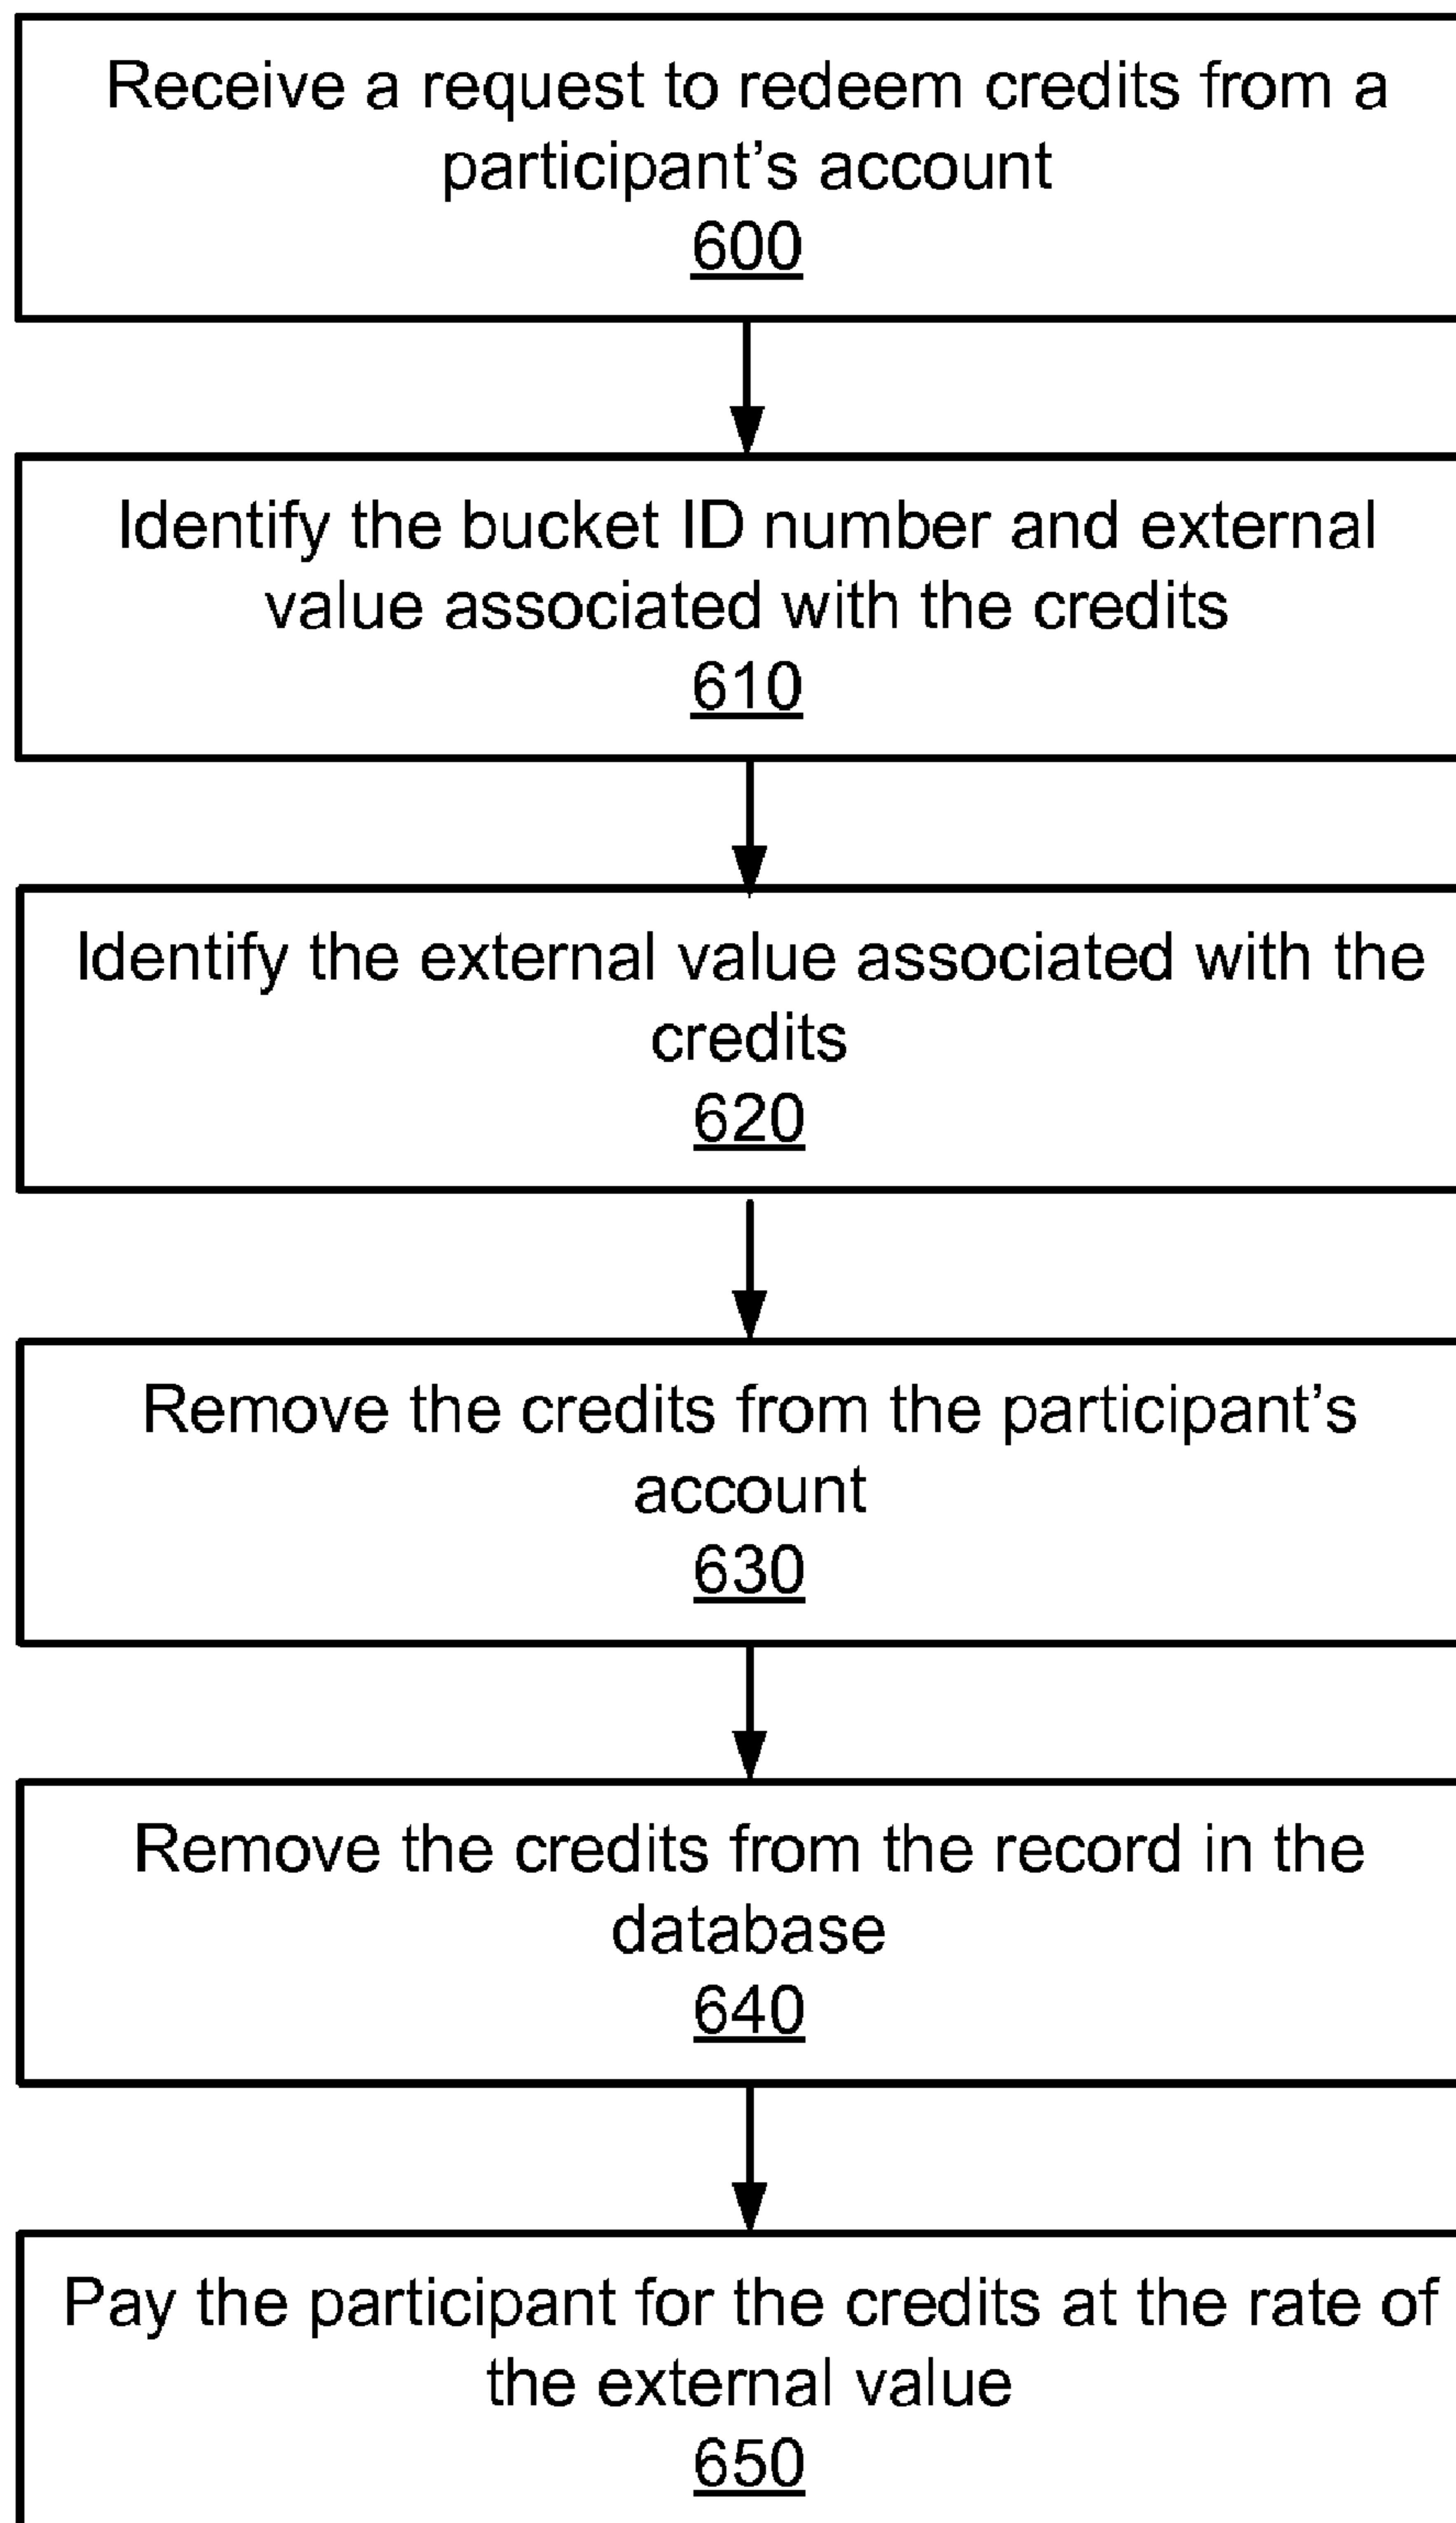 Receive a request to redeem credits from a
participant’s account
600
Identify the bucket ID number and external
value associated with the credits
610
Identify the external value associated with the
credits
620
Remove the credits from the participant’s
account
630
Remove the credits from the record in the
database
640
Pay the participant for the credits at the rate of
the external value
650